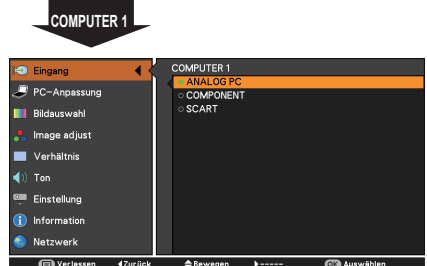 COMPUTER 1
Eingang
PC-Anpassung
Bildauswahl
Image adjust
Verhältnis
Ton
Einstellung
Information
Netzwerk
COMPUTER 1
ANALOG PC
COMPONENT
SCART
Verlassen Zurück Bewegen ----- OK Auswählen